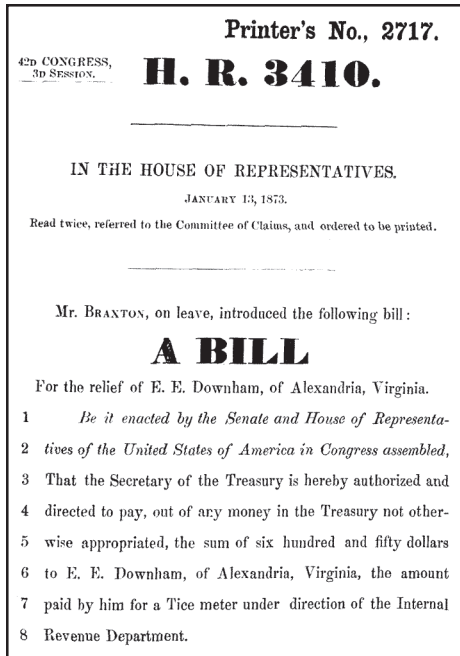 Printer's No., 2717.
42D CONGRESS,
3D SESSION.
H. R. 3410.
IN THE HOUSE OF REPRESENTATIVES.
JANUARY 13, 1873.
Read twice, referred to the Committee of Claims, and ordered to be printed.
Mr. BRAXTON, on leave, introduced the following bill:
A BILL
For the relief of E. E. Downham, of Alexandria, Virginia.
1 Be it enacted by the Senate and House of Representa-
2 tives of the United States of America in Congress assembled,
3 That the Secretary of the Treasury is hereby authorized and
4 directed to pay, out of any money in the Treasury not other-
5 wise appropriated, the sum of six hundred and fifty dollars
6 to E. E. Downham, of Alexandria, Virginia, the amount
7 paid by him for a Tice meter under direction of the Internal
8 Revenue Department.